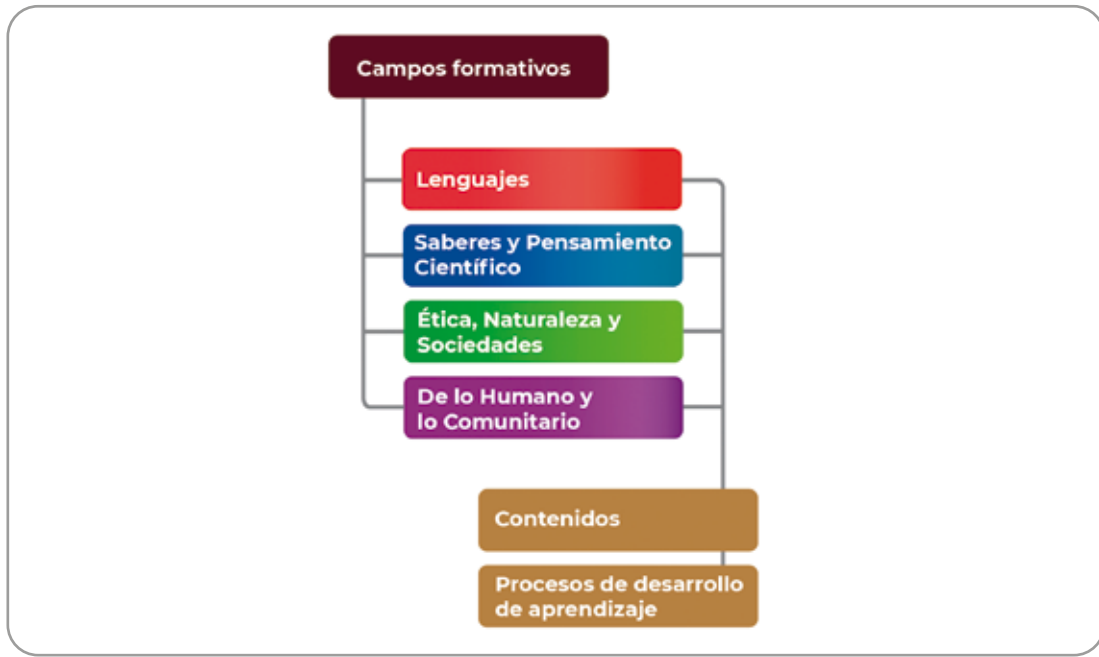 Campos formativos
Lenguajes
Saberes y Pensamiento
Científico
Ética, Naturaleza y
Sociedades
De lo Humano y
lo Comunitario
Contenidos
Procesos de desarrollo
de aprendizaje